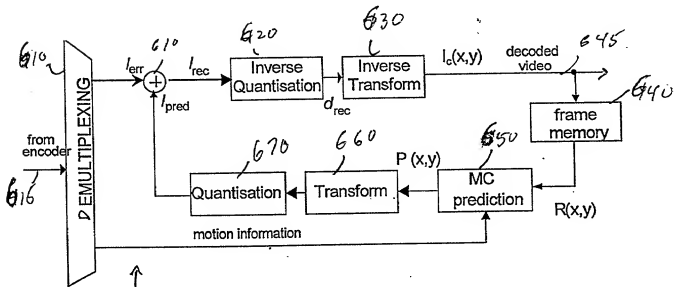 610
from
encoder
616
DEMULTIPLEXING
I_err
610
I_rec
I_pred
620
Inverse
Quantisation
d_rec
630
Inverse
Transform
I_c(x,y)
decoded
video
645
640
frame
memory
R(x,y)
650
MC
prediction
P (x,y)
660
Transform
670
Quantisation
motion information